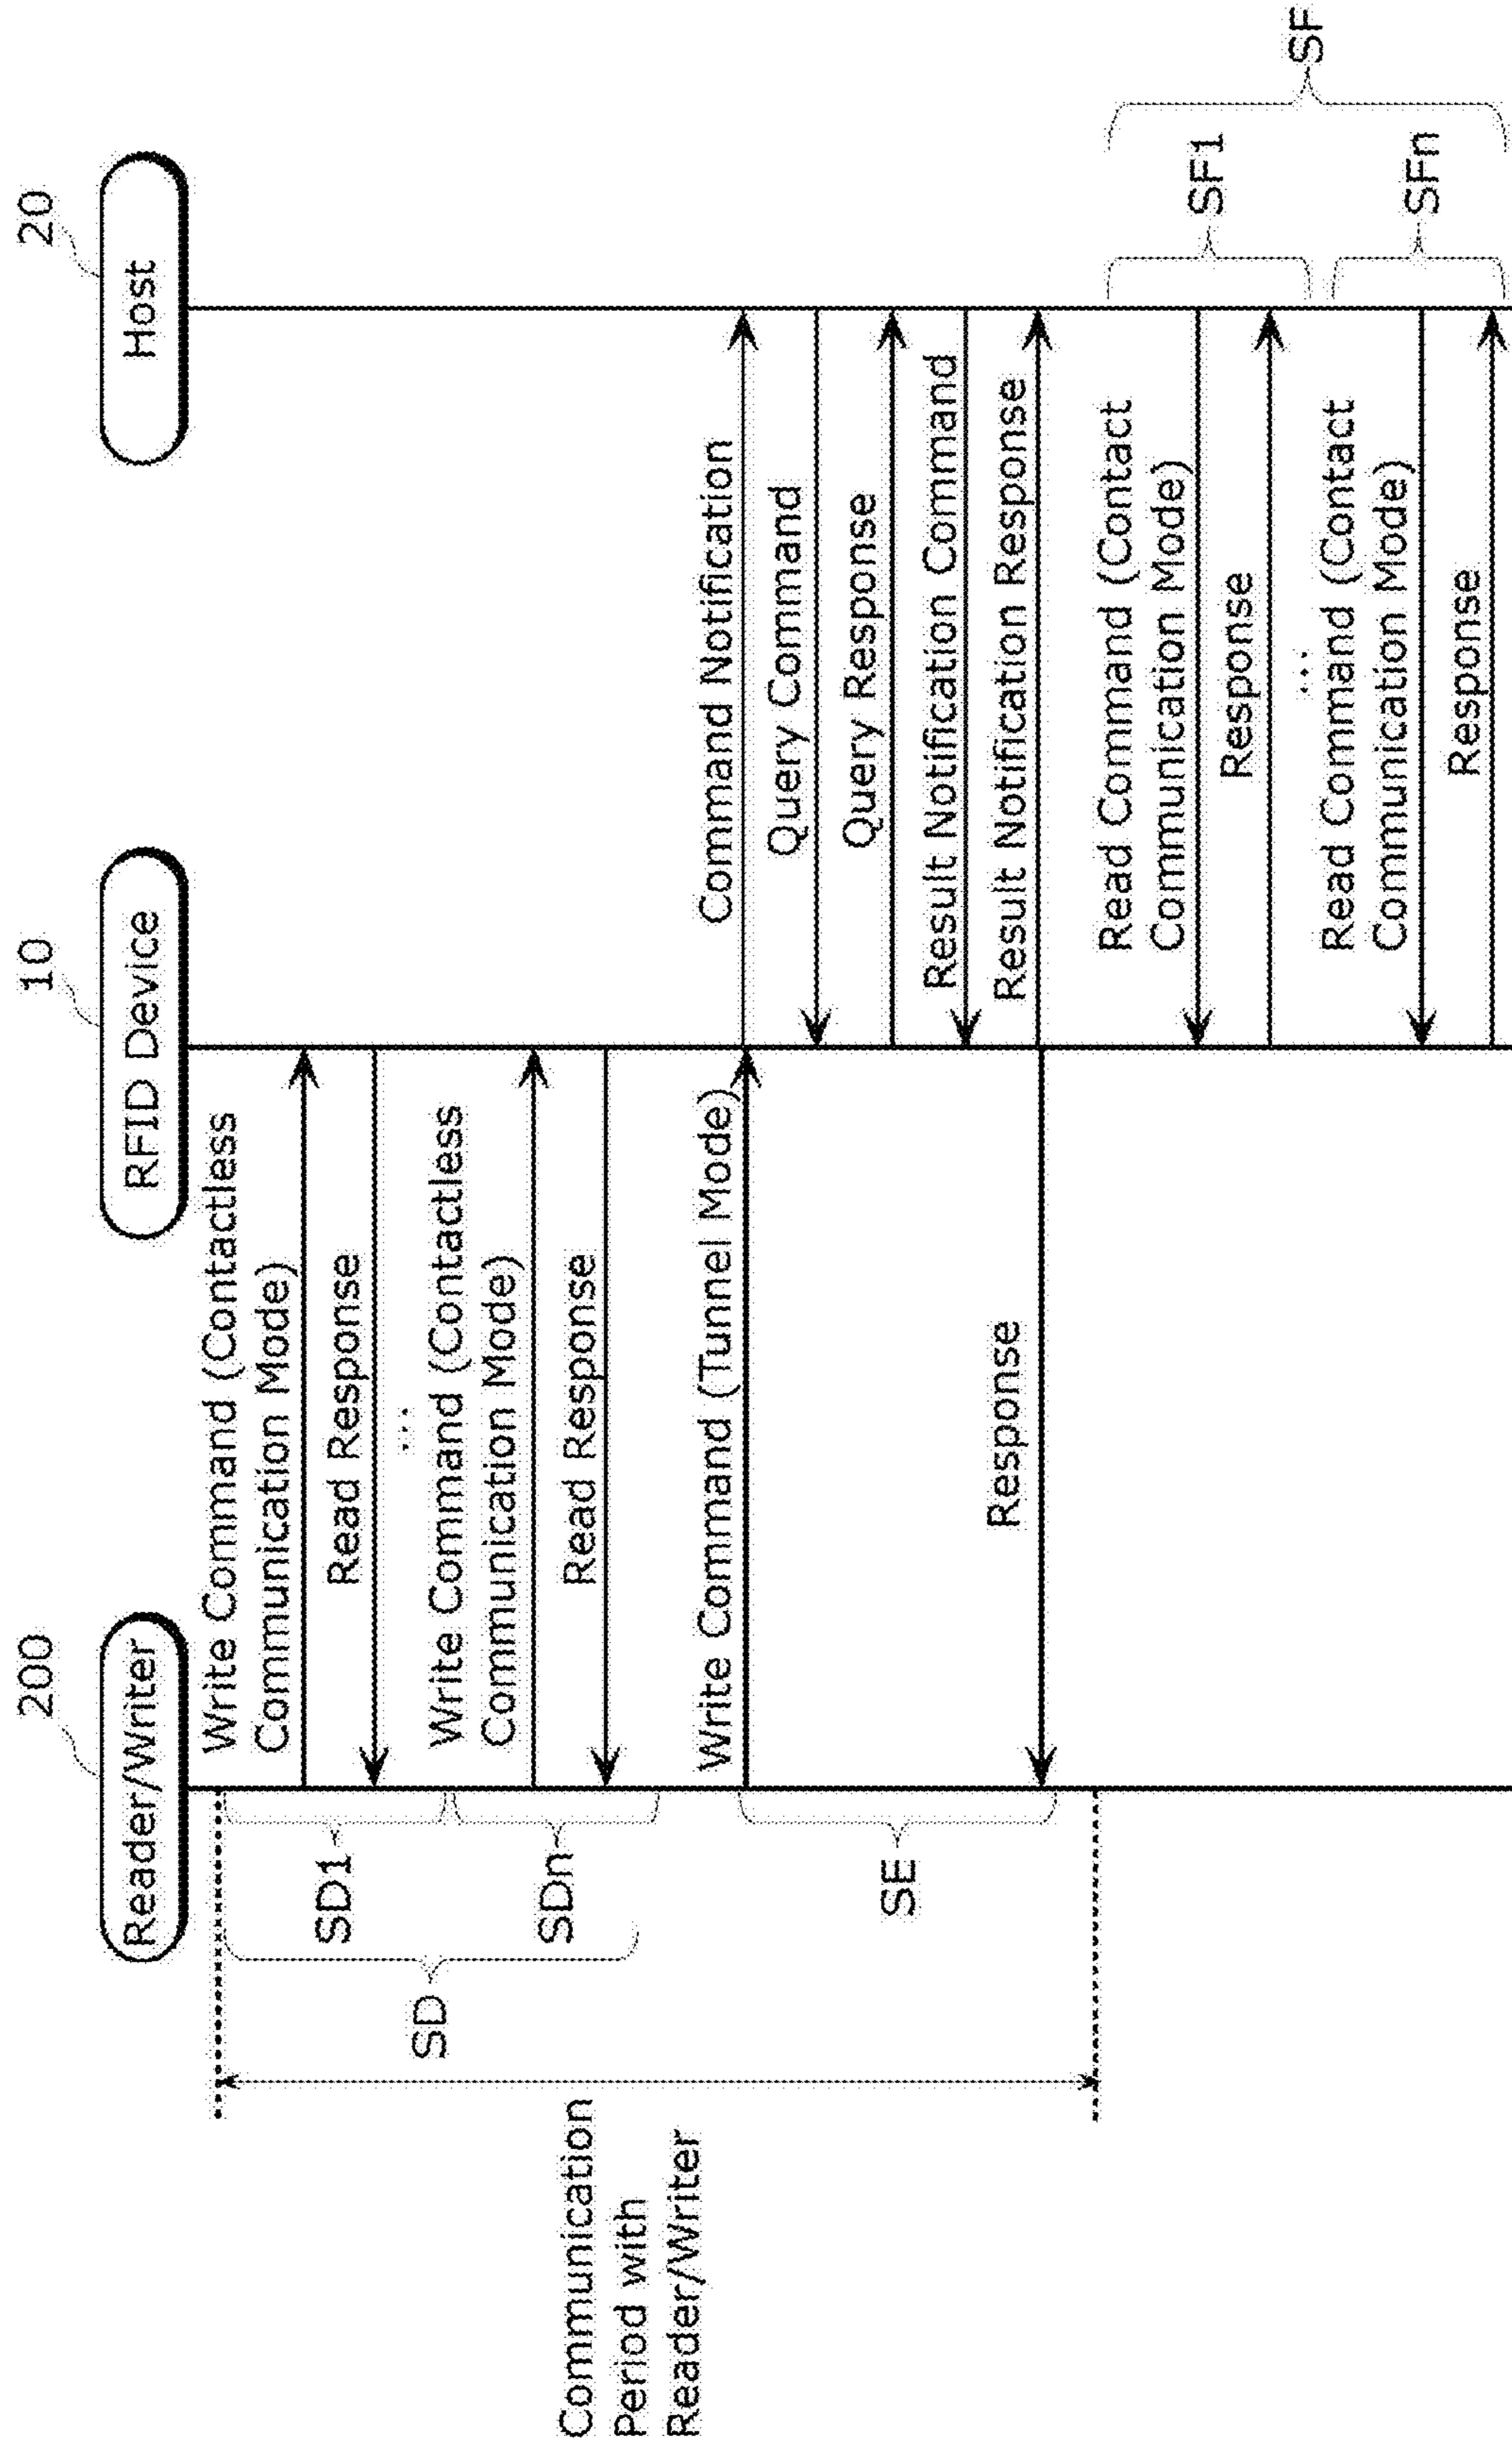 200
10
20
Reader/Writer
RFID Device
Host
Write Command (Contactless
Communication Mode)
Read Response
...
Write Command (Contactless
Communication Mode)
Read Response
Write Command (Tunnel Mode)
Response
Command Notification
Query Command
Query Response
Result Notification Command
Result Notification Response
Read Command (Contact
Communication Mode)
Response
...
Read Command (Contact
Communication Mode)
Response
SD1
SDn
SD
SE
Communication
Period with
Reader/Writer
SF1
SFn
SF